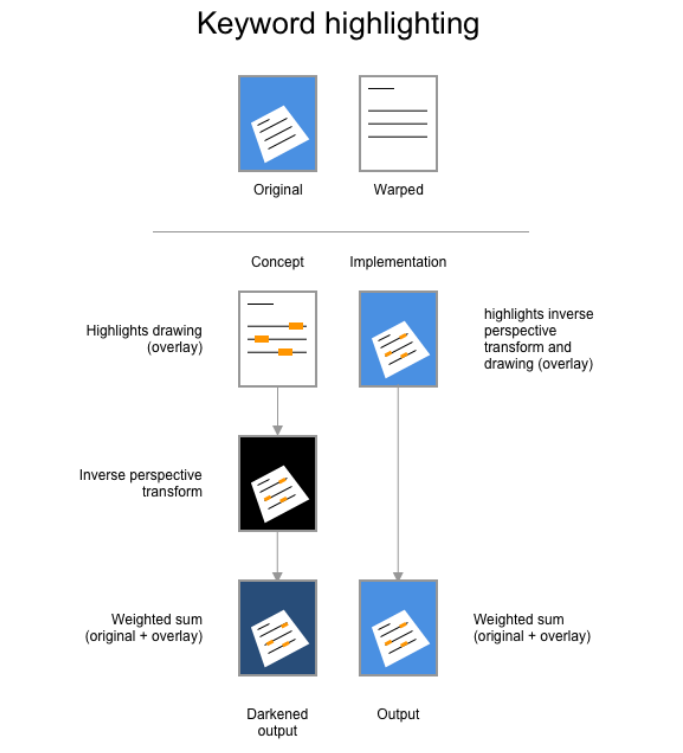 Keyword highlighting
Original
Warped
Concept
Implementation
Highlights drawing
(overlay)
highlights inverse
perspective
transform and
drawing (overlay)
Inverse perspective
transform
Weighted sum
(original + overlay)
Weighted sum
(original + overlay)
Darkened
output
Output